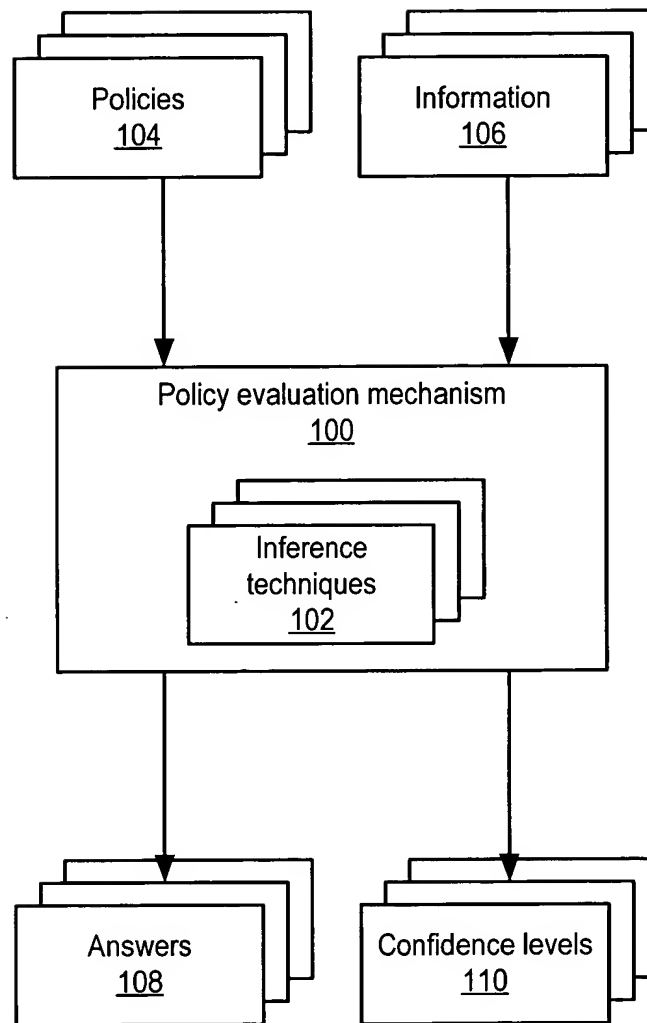 Policies
104
Information
106
Policy evaluation mechanism
100
Inference
techniques
102
Answers
108
Confidence levels
110